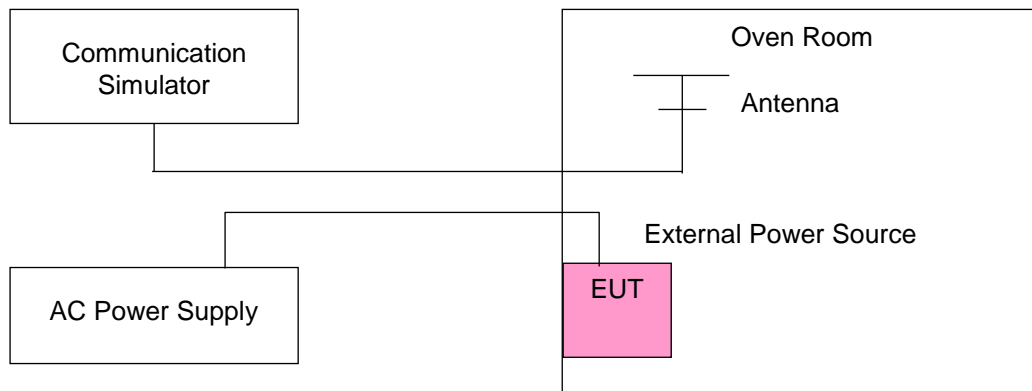 Communication
Simulator
Oven Room
Antenna
External Power Source
AC Power Supply
EUT